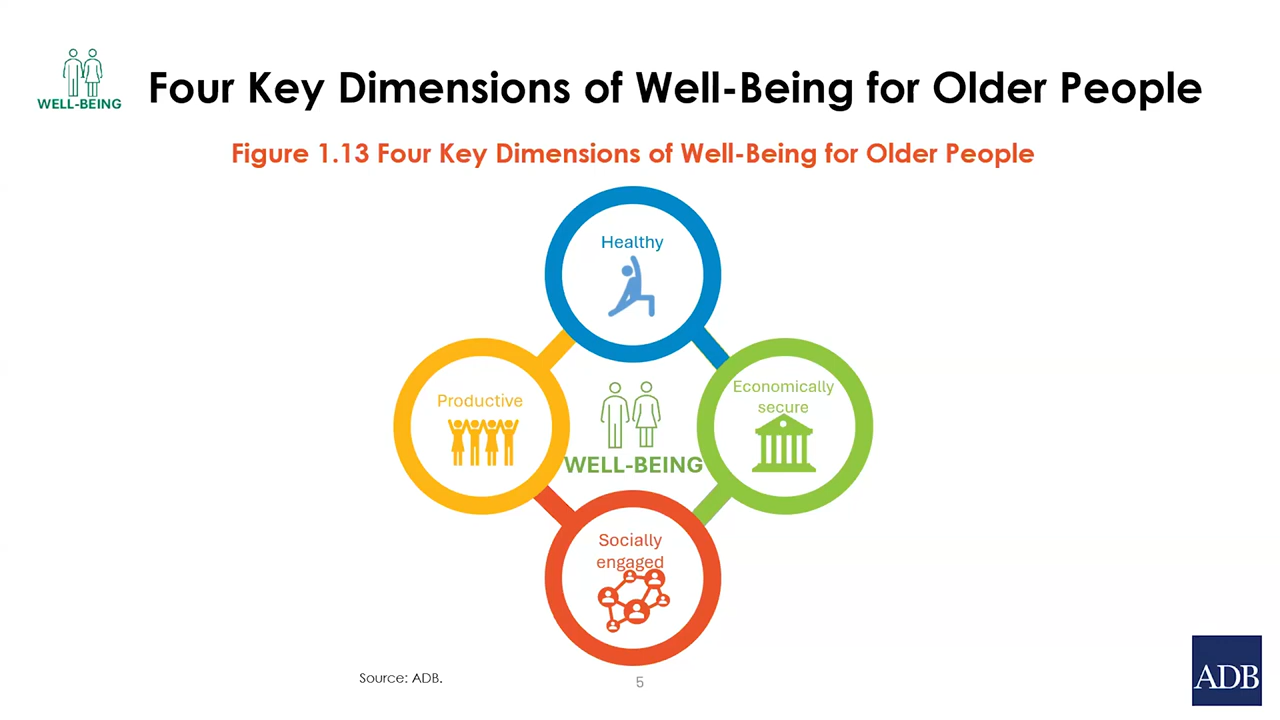 WELL-BEING
Four Key Dimensions of Well-Being for Older People
Figure 1.13 Four Key Dimensions of Well-Being for Older People
Healthy
Productive
Economically
secure
WELL-BEING
Socially
engaged
Source: ADB.
5
ADB